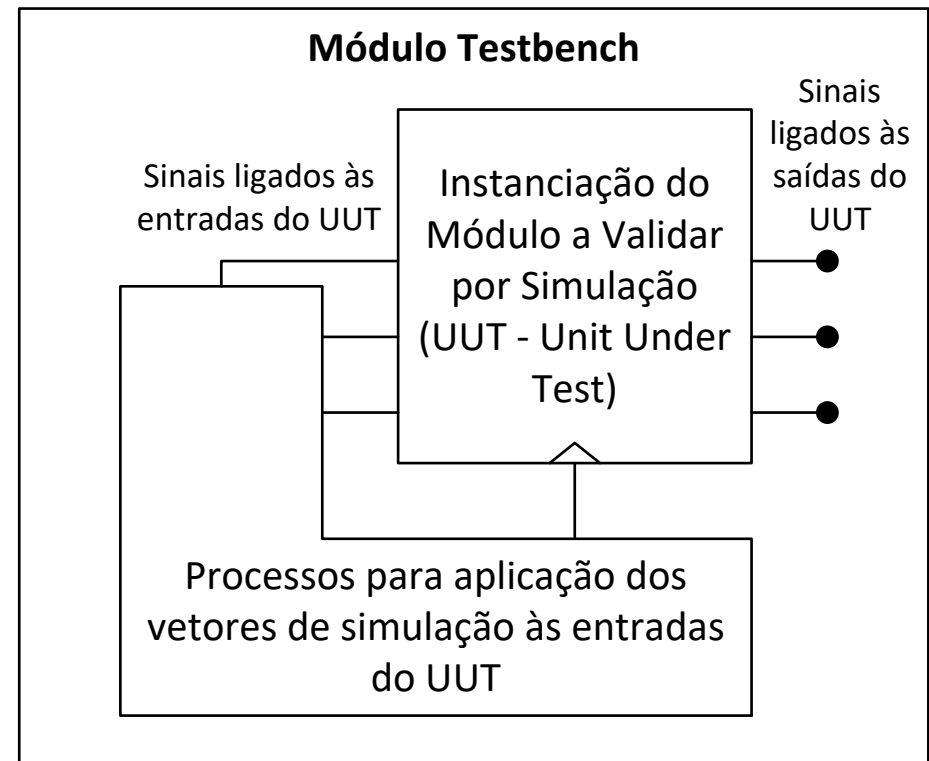 Módulo Testbench
Sinais
ligados às
saídas do
UUT
Sinais ligados às
entradas do UUT
Instanciação do
Módulo a Validar
por Simulação
(UUT - Unit Under
Test)
Processos para aplicação dos
vetores de simulação às entradas
do UUT